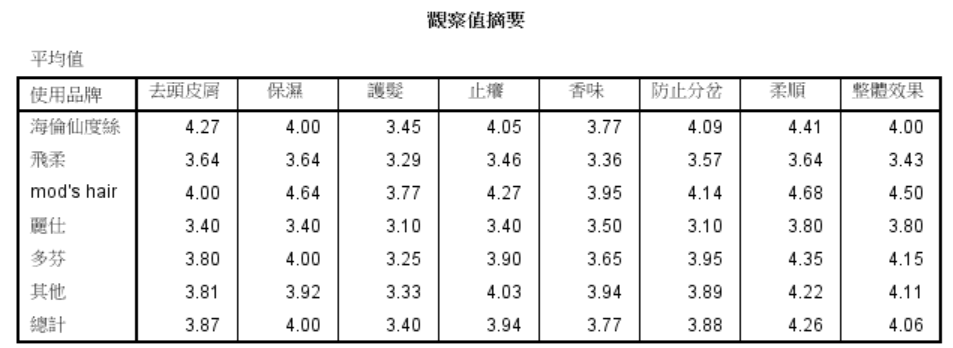 觀察值摘要
平均值
使用品牌 去頭皮屑 保濕 護髮 止癢 香味 防止分岔 柔順 整體效果
海倫仙度絲 4.27 4.00 3.45 4.05 3.77 4.09 4.41 4.00
飛柔 3.64 3.64 3.29 3.46 3.36 3.57 3.64 3.43
mod's hair 4.00 4.64 3.77 4.27 3.95 4.14 4.68 4.50
麗仕 3.40 3.40 3.10 3.40 3.50 3.10 3.80 3.80
多芬 3.80 4.00 3.25 3.90 3.65 3.95 4.35 4.15
其他 3.81 3.92 3.33 4.03 3.94 3.89 4.22 4.11
總計 3.87 4.00 3.40 3.94 3.77 3.88 4.26 4.06